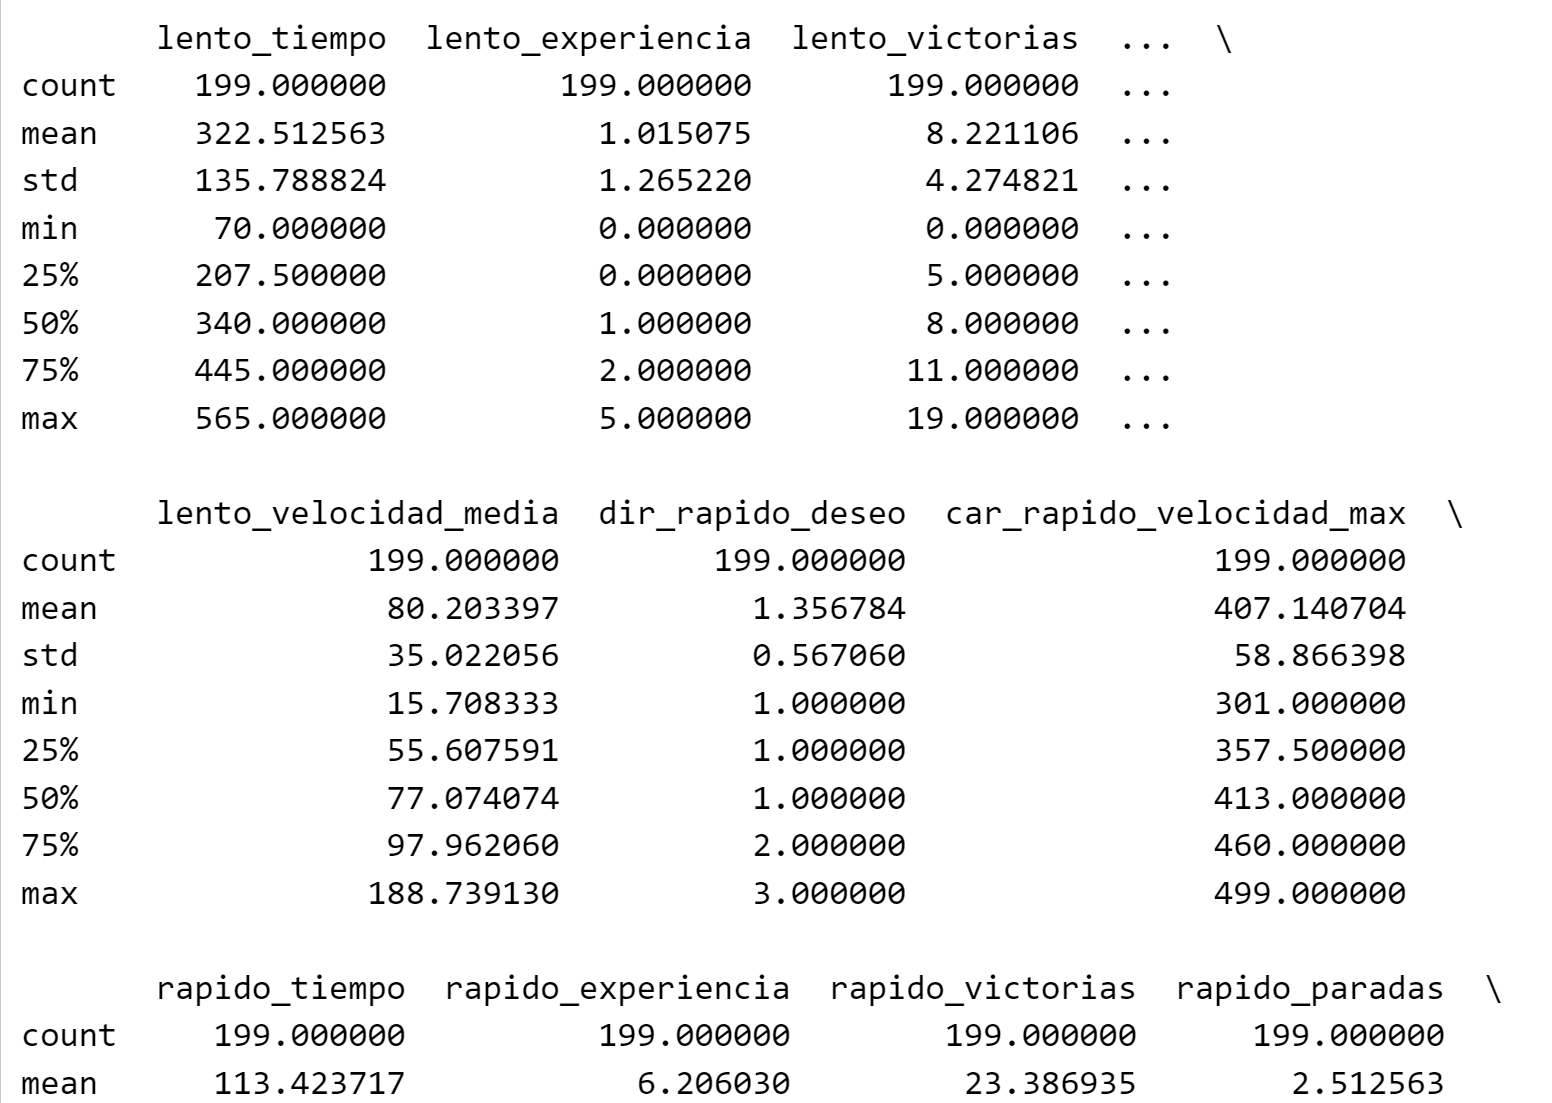 lento_tiempo  lento_experiencia  lento_victorias  ...  \
count    199.000000         199.000000       199.000000  ...
mean     322.512563           1.015075         8.221106  ...
std      135.788824           1.265220         4.274821  ...
min       70.000000           0.000000         0.000000  ...
25%      207.500000           0.000000         5.000000  ...
50%      340.000000           1.000000         8.000000  ...
75%      445.000000           2.000000        11.000000  ...
max      565.000000           5.000000        19.000000  ...
lento_velocidad_media  dir_rapido_deseo  car_rapido_velocidad_max  \
count             199.000000        199.000000                199.000000
mean               80.203397          1.356784                407.140704
std                35.022056          0.567060                 58.866398
min                15.708333          1.000000                301.000000
25%                55.607591          1.000000                357.500000
50%                77.074074          1.000000                413.000000
75%                97.962060          2.000000                460.000000
max               188.739130          3.000000                499.000000
rapido_tiempo  rapido_experiencia  rapido_victorias  rapido_paradas  \
count     199.000000          199.000000        199.000000      199.000000
mean      113.423717            6.206030         23.386935        2.512563